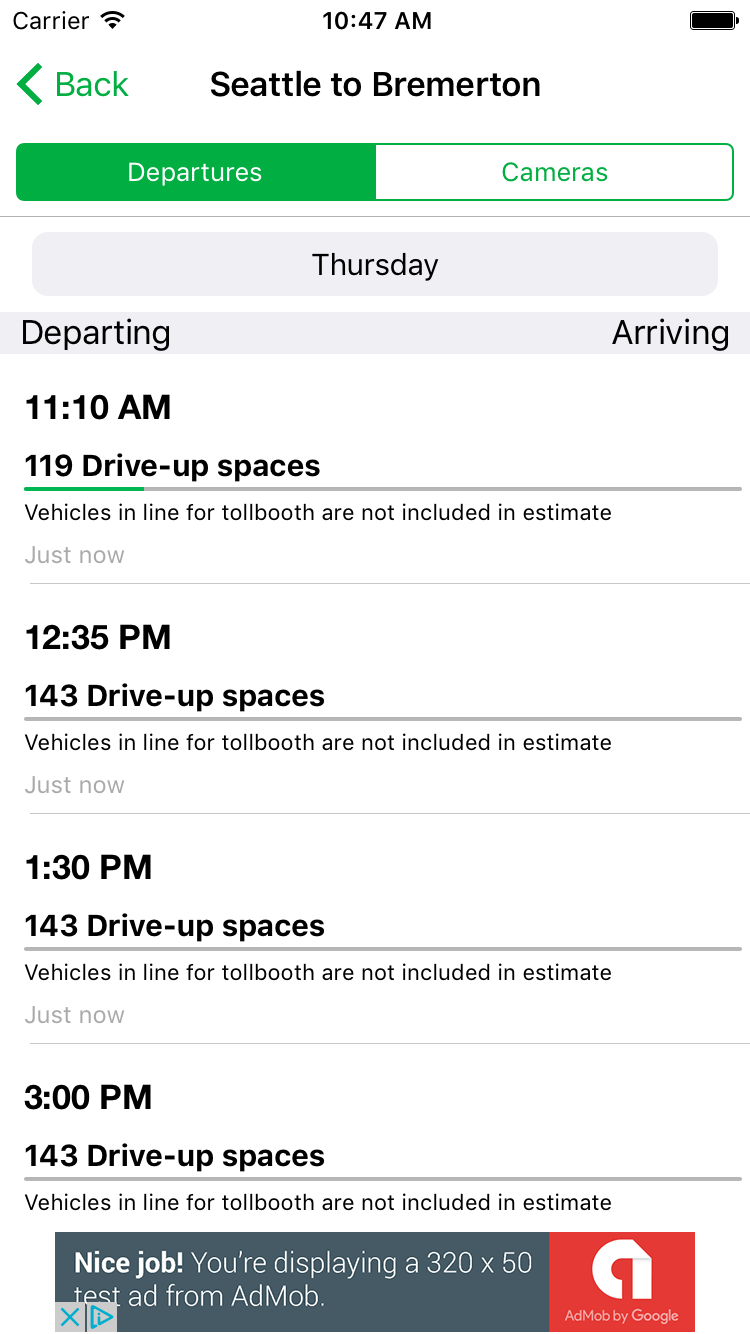 Carrier 10:47 AM
Back Seattle to Bremerton
Departures Cameras
Thursday
Departing Arriving
11:10 AM
119 Drive-up spaces
Vehicles in line for tollbooth are not included in estimate
Just now
12:35 PM
143 Drive-up spaces
Vehicles in line for tollbooth are not included in estimate
Just now
1:30 PM
143 Drive-up spaces
Vehicles in line for tollbooth are not included in estimate
Just now
3:00 PM
143 Drive-up spaces
Vehicles in line for tollbooth are not included in estimate
Nice job! You're displaying a 320 x 50
test ad from AdMob.
AdMob by Google